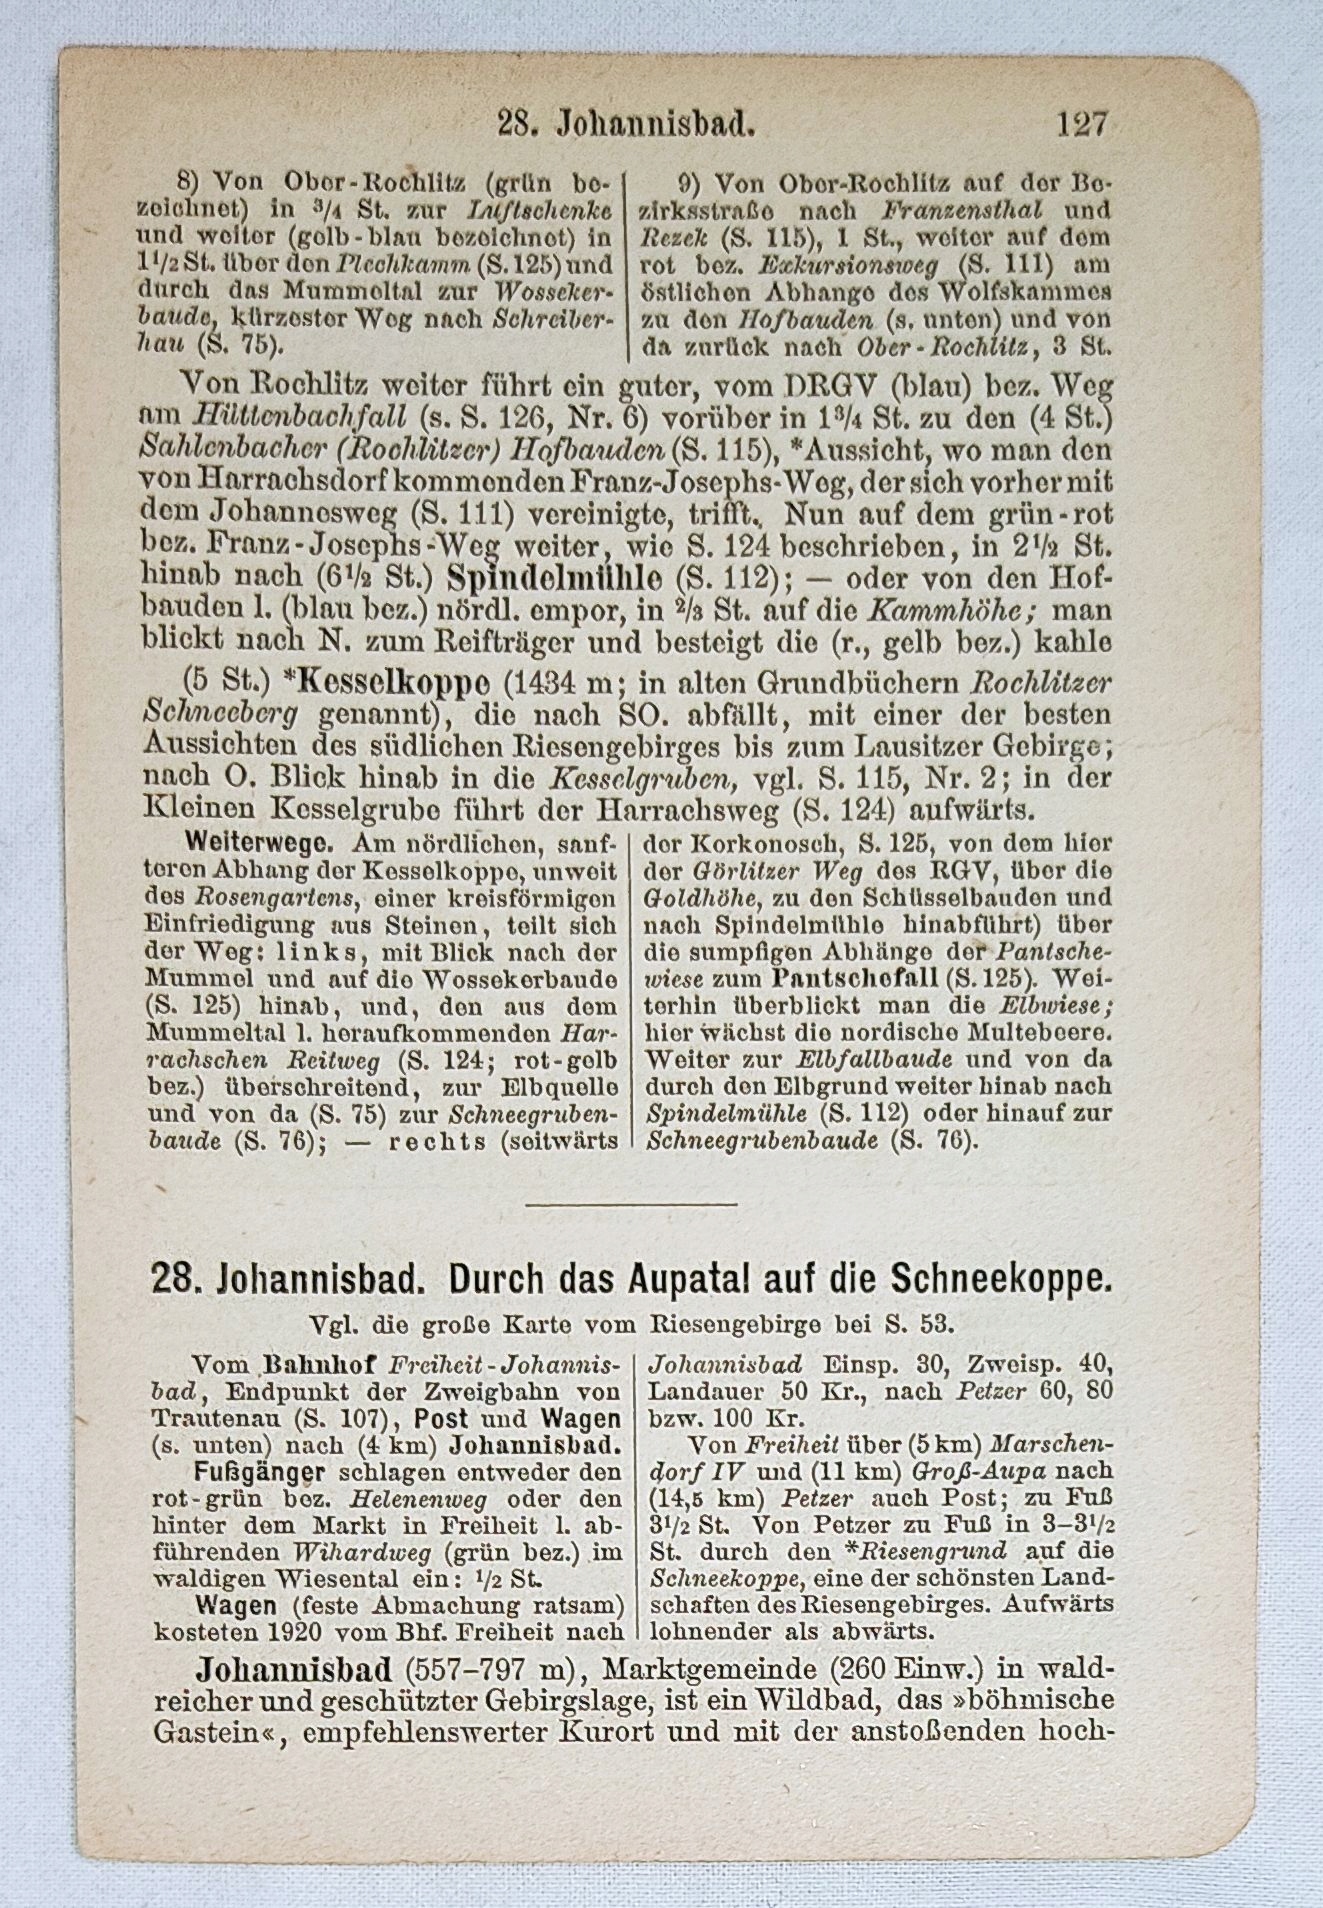 28. Johannisbad.
127
8) Von Ober-Rochlitz (grün be-
zeichnet) in 3/4 St. zur Luftschenke
und weiter (gelb-blau bezeichnet) in
1 1/2 St. über den Plechkamm (S. 125) und
durch das Mummeltal zur Wosseker-
baude, kürzester Weg nach Schreiber-
hau (S. 75).
9) Von Ober-Rochlitz auf der Be-
zirksstraße nach Franzensthal und
Rezek (S. 115), 1 St., weiter auf dem
rot bez. Exkursionsweg (S. 111) am
östlichen Abhange des Wolfskammes
zu den Hofbauden (s. unten) und von
da zurück nach Ober-Rochlitz, 3 St.
Von Rochlitz weiter führt ein guter, vom DRGV (blau) bez. Weg
am Hüttenbachfall (s. S. 126, Nr. 6) vorüber in 1 3/4 St. zu den (4 St.)
Sahlenbacher (Rochlitzer) Hofbauden (S. 115), *Aussicht, wo man den
von Harrachsdorf kommenden Franz-Josephs-Weg, der sich vorher mit
dem Johannesweg (S. 111) vereinigte, trifft. Nun auf dem grün-rot
bez. Franz-Josephs-Weg weiter, wie S. 124 beschrieben, in 2 1/2 St.
hinab nach (6 1/2 St.) Spindelmühle (S. 112); — oder von den Hof-
bauden l. (blau bez.) nördl. empor, in 2/3 St. auf die Kammhöhe; man
blickt nach N. zum Reifträger und besteigt die (r., gelb bez.) kahle
(5 St.) *Kesselkoppe (1434 m; in alten Grundbüchern Rochlitzer
Schneeberg genannt), die nach SO. abfällt, mit einer der besten
Aussichten des südlichen Riesengebirges bis zum Lausitzer Gebirge;
nach O. Blick hinab in die Kesselgruben, vgl. S. 115, Nr. 2; in der
Kleinen Kesselgrube führt der Harrachsweg (S. 124) aufwärts.
Weiterwege. Am nördlichen, sanf-
teren Abhang der Kesselkoppe, unweit
des Rosengartens, einer kreisförmigen
Einfriedigung aus Steinen, teilt sich
der Weg: links, mit Blick nach der
Mummel und auf die Wossekerbaude
(S. 125) hinab, und, den aus dem
Mummeltal l. heraufkommenden Har-
rachschen Reitweg (S. 124; rot-gelb
bez.) überschreitend, zur Elbquelle
und von da (S. 75) zur Schneegruben-
baude (S. 76); — rechts (seitwärts
der Korkonosch, S. 125, von dem hier
der Görlitzer Weg des RGV, über die
Goldhöhe, zu den Schüsselbauden und
nach Spindelmühle hinabführt) über
die sumpfigen Abhänge der Pantsche-
wiese zum Pantschefall (S. 125). Wei-
terhin überblickt man die Elbwiese;
hier wächst die nordische Multebeere.
Weiter zur Elbfallbaude und von da
durch den Elbgrund weiter hinab nach
Spindelmühle (S. 112) oder hinauf zur
Schneegrubenbaude (S. 76).
28. Johannisbad. Durch das Aupatal auf die Schneekoppe.
Vgl. die große Karte vom Riesengebirge bei S. 53.
Vom Bahnhof Freiheit-Johannis-
bad, Endpunkt der Zweigbahn von
Trautenau (S. 107), Post und Wagen
(s. unten) nach (4 km) Johannisbad.
Fußgänger schlagen entweder den
rot-grün bez. Helenenweg oder den
hinter dem Markt in Freiheit l. ab-
führenden Wihardweg (grün bez.) im
waldigen Wiesental ein: 1/2 St.
Wagen (feste Abmachung ratsam)
kosteten 1920 vom Bhf. Freiheit nach
Johannisbad Einsp. 30, Zweisp. 40,
Landauer 50 Kr., nach Petzer 60, 80
bzw. 100 Kr.
Von Freiheit über (5 km) Marschen-
dorf IV und (11 km) Groß-Aupa nach
(14,5 km) Petzer auch Post; zu Fuß
3 1/2 St. Von Petzer zu Fuß in 3–3 1/2
St. durch den *Riesengrund auf die
Schneekoppe, eine der schönsten Land-
schaften des Riesengebirges. Aufwärts
lohnender als abwärts.
Johannisbad (557–797 m), Marktgemeinde (260 Einw.) in wald-
reicher und geschützter Gebirgslage, ist ein Wildbad, das »böhmische
Gastein«, empfehlenswerter Kurort und mit der anstoßenden hoch-